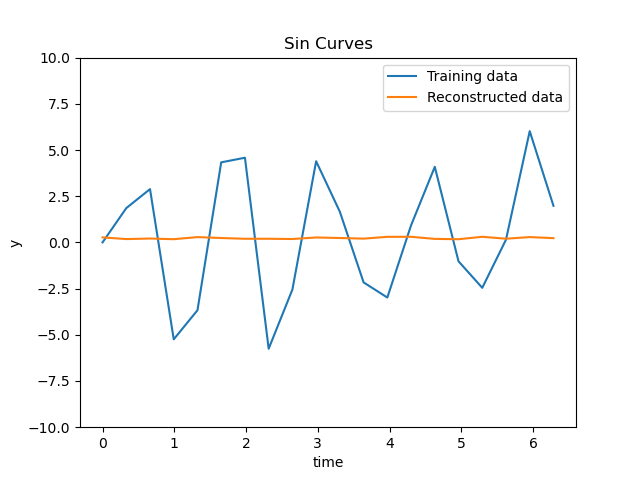 Sin Curves
Training data
Reconstructed data
10.0
7.5
5.0
2.5
0.0
−2.5
−5.0
−7.5
−10.0
y
0 1 2 3 4 5 6
time